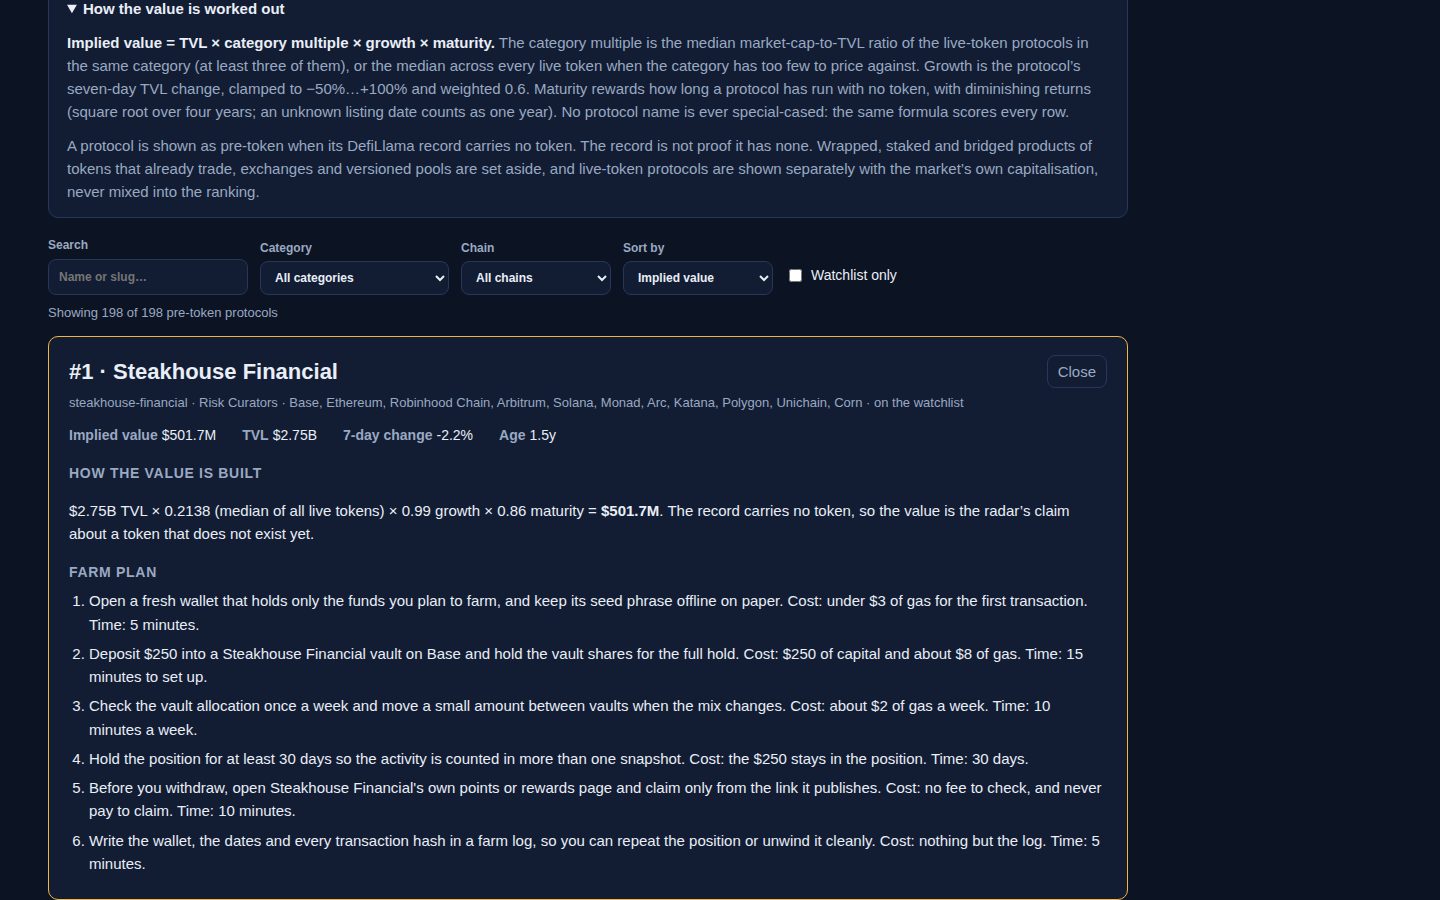 ▼ How the value is worked out
Implied value = TVL × category multiple × growth × maturity. The category multiple is the median market-cap-to-TVL ratio of the live-token protocols in
the same category (at least three of them), or the median across every live token when the category has too few to price against. Growth is the protocol’s
seven-day TVL change, clamped to −50%…+100% and weighted 0.6. Maturity rewards how long a protocol has run with no token, with diminishing returns
(square root over four years; an unknown listing date counts as one year). No protocol name is ever special-cased: the same formula scores every row.
A protocol is shown as pre-token when its DefiLlama record carries no token. The record is not proof it has none. Wrapped, staked and bridged products of
tokens that already trade, exchanges and versioned pools are set aside, and live-token protocols are shown separately with the market’s own capitalisation,
never mixed into the ranking.
Search
Category
Chain
Sort by
Name or slug…
All categories
All chains
Implied value
Watchlist only
Showing 198 of 198 pre-token protocols
#1 · Steakhouse Financial
Close
steakhouse-financial · Risk Curators · Base, Ethereum, Robinhood Chain, Arbitrum, Solana, Monad, Arc, Katana, Polygon, Unichain, Corn · on the watchlist
Implied value $501.7M TVL $2.75B 7-day change -2.2% Age 1.5y
HOW THE VALUE IS BUILT
$2.75B TVL × 0.2138 (median of all live tokens) × 0.99 growth × 0.86 maturity = $501.7M. The record carries no token, so the value is the radar’s claim
about a token that does not exist yet.
FARM PLAN
1. Open a fresh wallet that holds only the funds you plan to farm, and keep its seed phrase offline on paper. Cost: under $3 of gas for the first transaction.
Time: 5 minutes.
2. Deposit $250 into a Steakhouse Financial vault on Base and hold the vault shares for the full hold. Cost: $250 of capital and about $8 of gas. Time: 15
minutes to set up.
3. Check the vault allocation once a week and move a small amount between vaults when the mix changes. Cost: about $2 of gas a week. Time: 10
minutes a week.
4. Hold the position for at least 30 days so the activity is counted in more than one snapshot. Cost: the $250 stays in the position. Time: 30 days.
5. Before you withdraw, open Steakhouse Financial's own points or rewards page and claim only from the link it publishes. Cost: no fee to check, and never
pay to claim. Time: 10 minutes.
6. Write the wallet, the dates and every transaction hash in a farm log, so you can repeat the position or unwind it cleanly. Cost: nothing but the log. Time: 5
minutes.